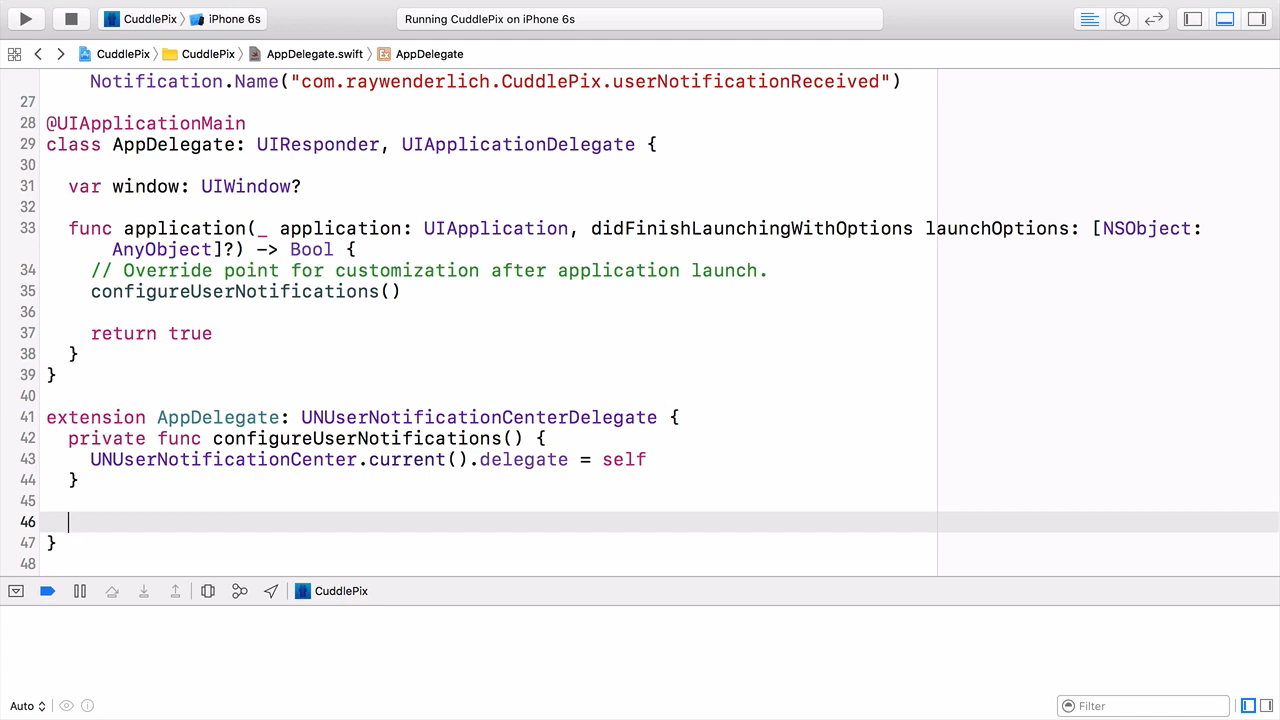 CuddlePix iPhone 6s
Running CuddlePix on iPhone 6s
CuddlePix CuddlePix AppDelegate.swift AppDelegate
Notification.Name("com.raywenderlich.CuddlePix.userNotificationReceived")
27
28 @UIApplicationMain
29 class AppDelegate: UIResponder, UIApplicationDelegate {
30
31 var window: UIWindow?
32
33 func application(_ application: UIApplication, didFinishLaunchingWithOptions launchOptions: [NSObject:
AnyObject]?) -> Bool {
34 // Override point for customization after application launch.
35 configureUserNotifications()
36
37 return true
38 }
39 }
40
41 extension AppDelegate: UNUserNotificationCenterDelegate {
42 private func configureUserNotifications() {
43 UNUserNotificationCenter.current().delegate = self
44 }
45
46
47 }
48
CuddlePix
Auto Filter